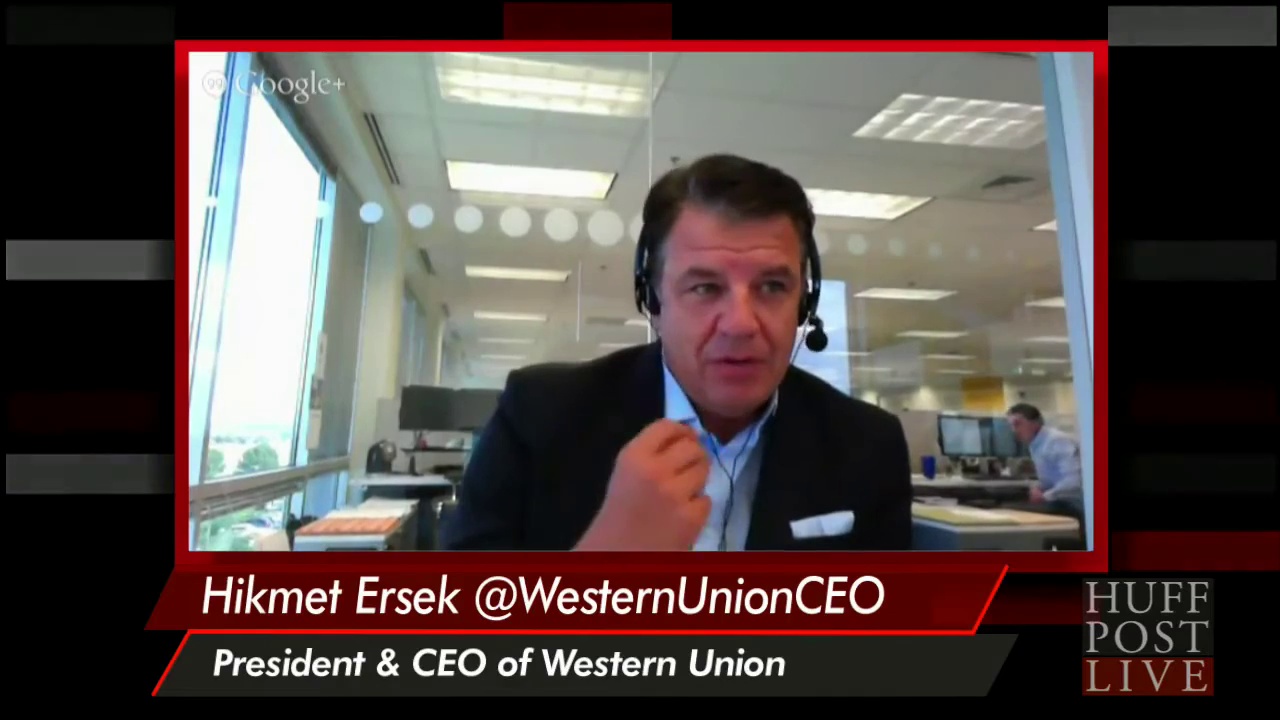 Google+
Hikmet Ersek @WesternUnionCEO
President & CEO of Western Union
HUFF
POST
LIVE